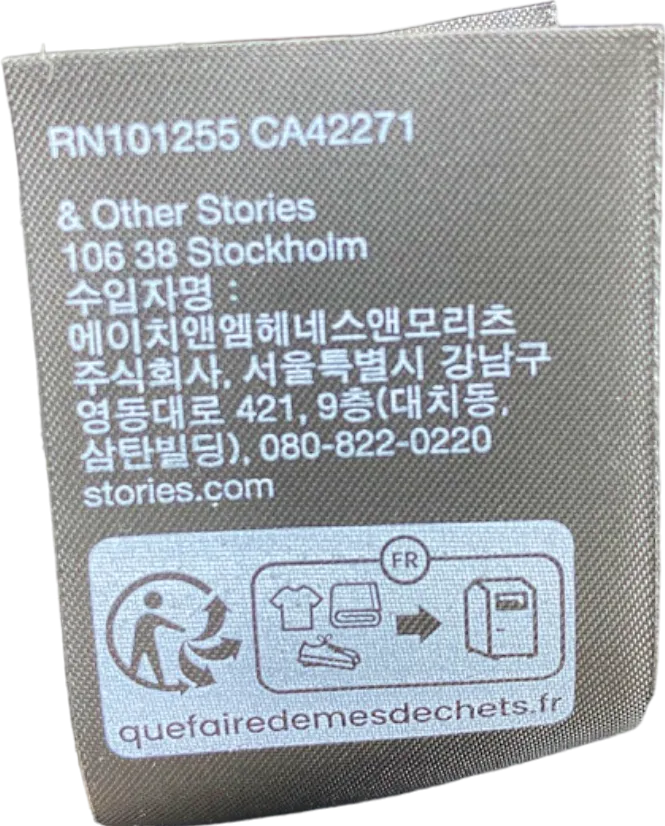 RN101255 CA42271
& Other Stories
106 38 Stockholm
수입자명 :
에이치앤엠헤네스앤모리츠
주식회사, 서울특별시 강남구
영동대로 421, 9층(대치동,
삼탄빌딩), 080-822-0220
stories.com
FR
quefairedemesdechets.fr